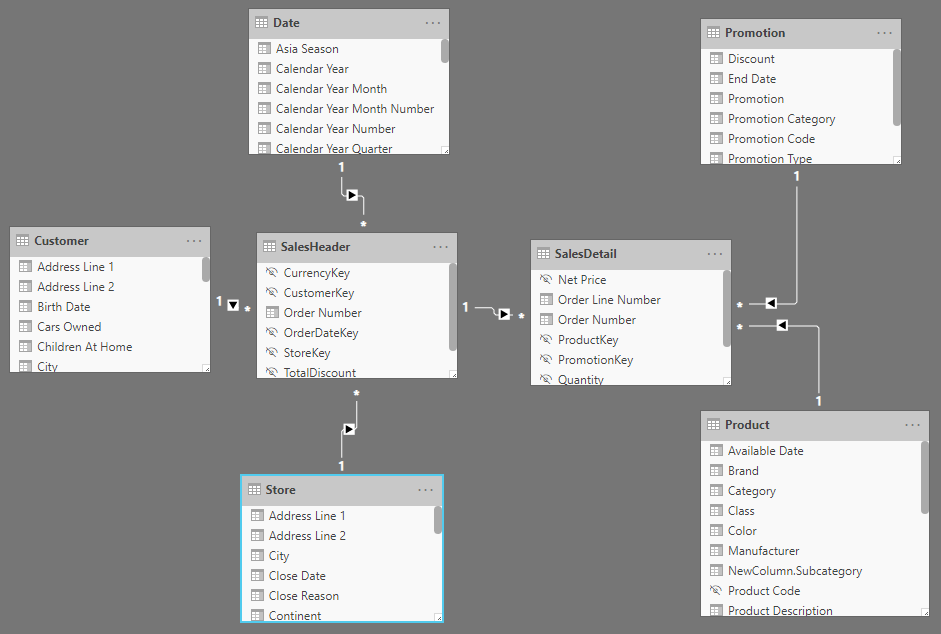 Date
Asia Season
Calendar Year
Calendar Year Month
Calendar Year Month Number
Calendar Year Number
Calendar Year Quarter
1
*
Promotion
Discount
End Date
Promotion
Promotion Category
Promotion Code
Promotion Type
1
Customer
Address Line 1
Address Line 2
Birth Date
Cars Owned
Children At Home
City
1
*
SalesHeader
CurrencyKey
CustomerKey
Order Number
OrderDateKey
StoreKey
TotalDiscount
1
*
SalesDetail
Net Price
Order Line Number
Order Number
ProductKey
PromotionKey
Quantity
*
*
*
1
Store
Address Line 1
Address Line 2
City
Close Date
Close Reason
Continent
1
Product
Available Date
Brand
Category
Class
Color
Manufacturer
NewColumn.Subcategory
Product Code
Product Description